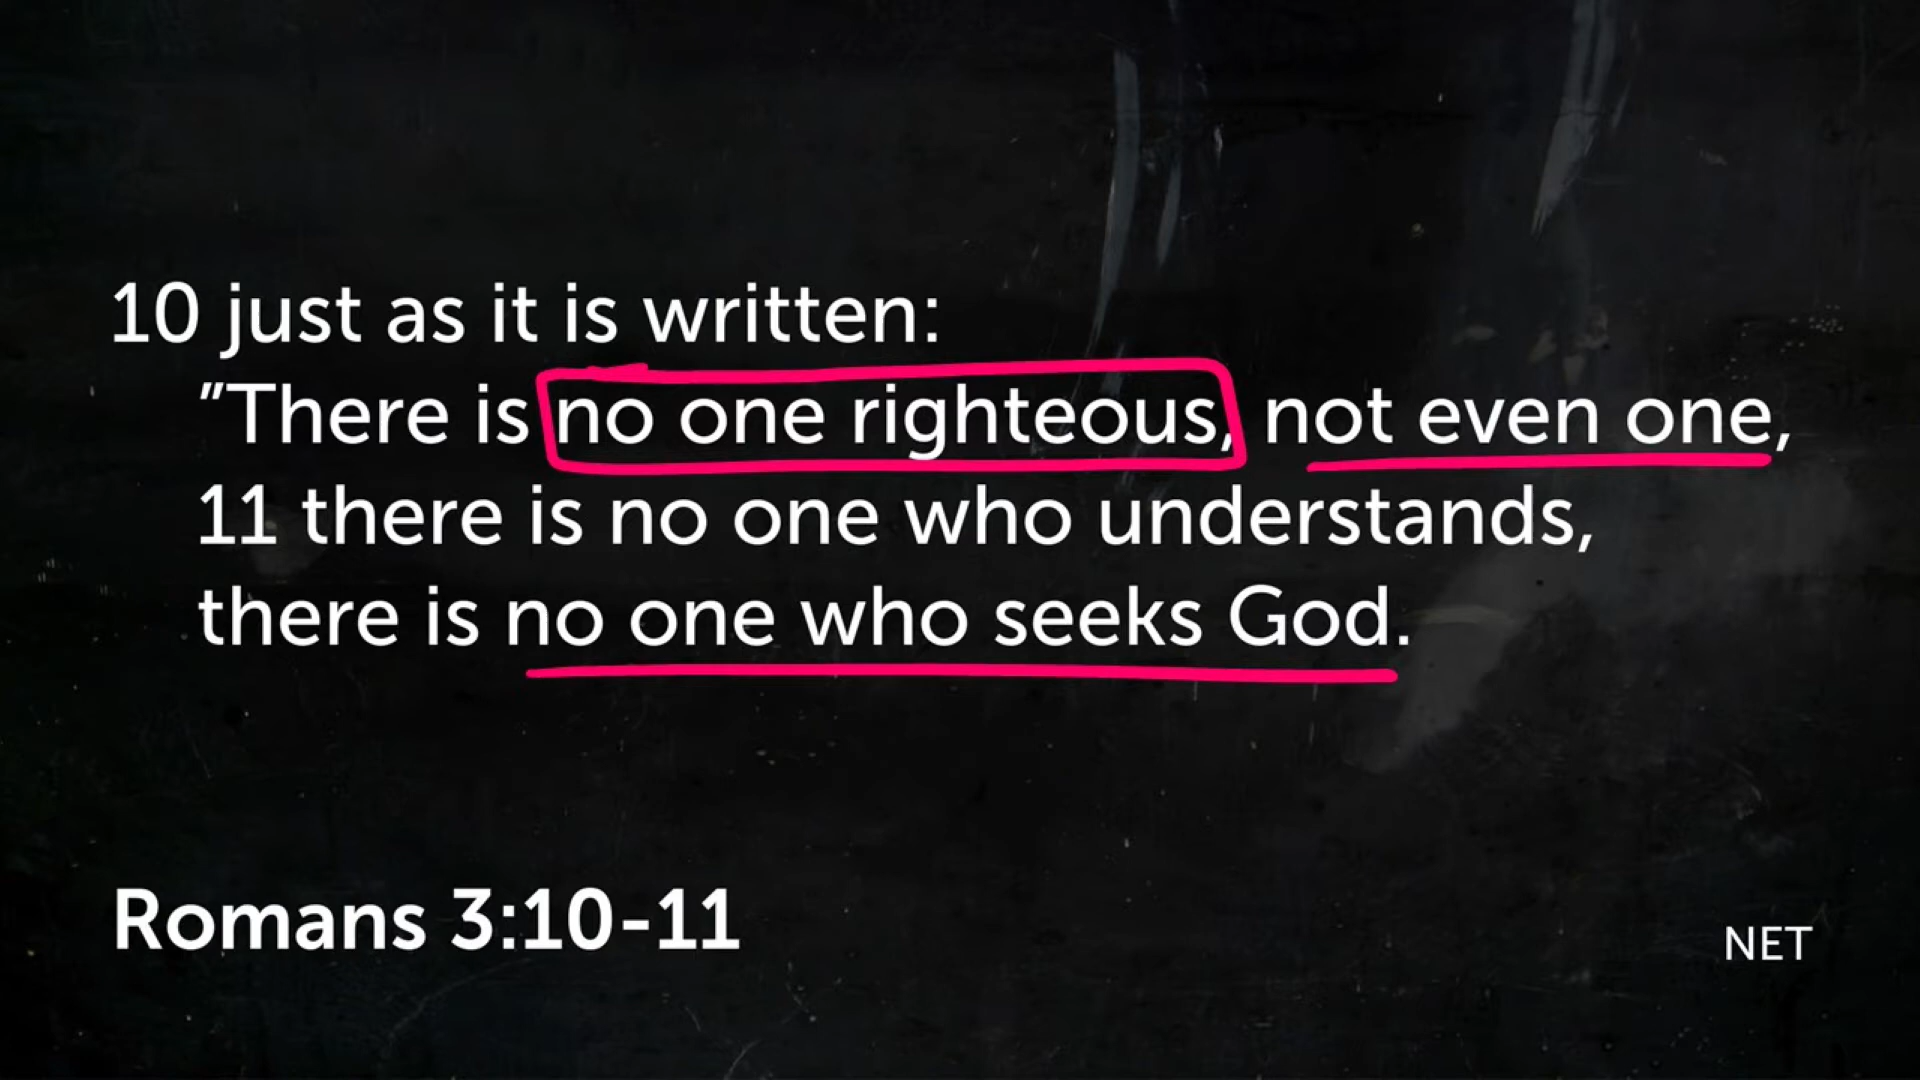 10 just as it is written:
"There is no one righteous, not even one,
11 there is no one who understands,
there is no one who seeks God.
Romans 3:10-11
NET